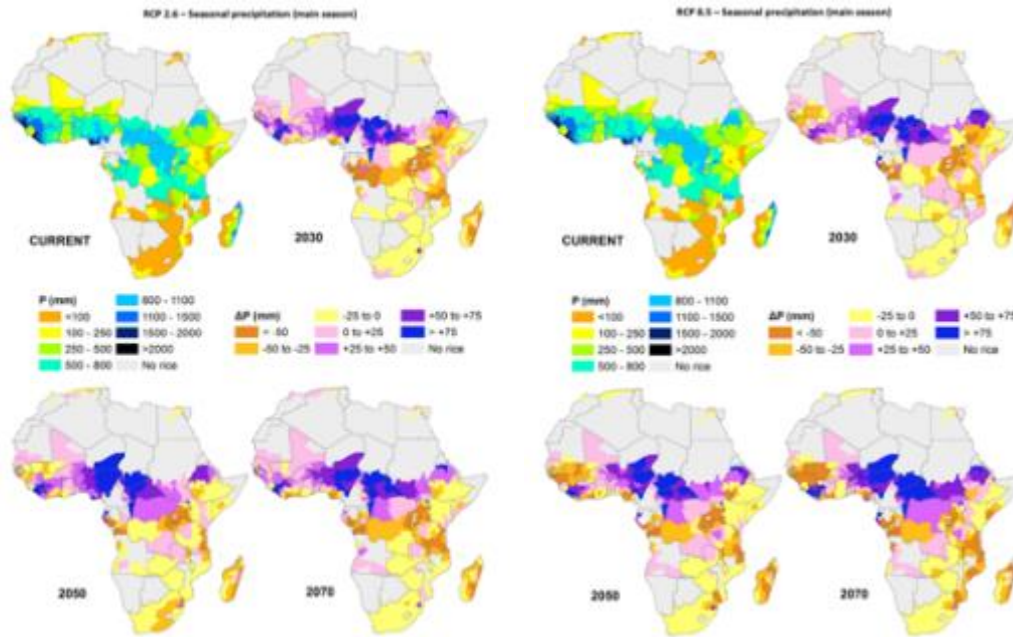 RCP 2.6 – Seasonal precipitation (main season)
CURRENT
2030
P (mm)
<100
100 - 250
250 - 500
500 - 800
800 - 1100
1100 - 1500
1500 - 2000
>2000
No rice
ΔP (mm)
< -50
-50 to -25
-25 to 0
0 to +25
+25 to +50
+50 to +75
> +75
No rice
2050
2070
RCP 8.5 – Seasonal precipitation (main season)
CURRENT
2030
P (mm)
<100
100 - 250
250 - 500
500 - 800
800 - 1100
1100 - 1500
1500 - 2000
>2000
No rice
ΔP (mm)
< -50
-50 to -25
-25 to 0
0 to +25
+25 to +50
+50 to +75
> +75
No rice
2050
2070